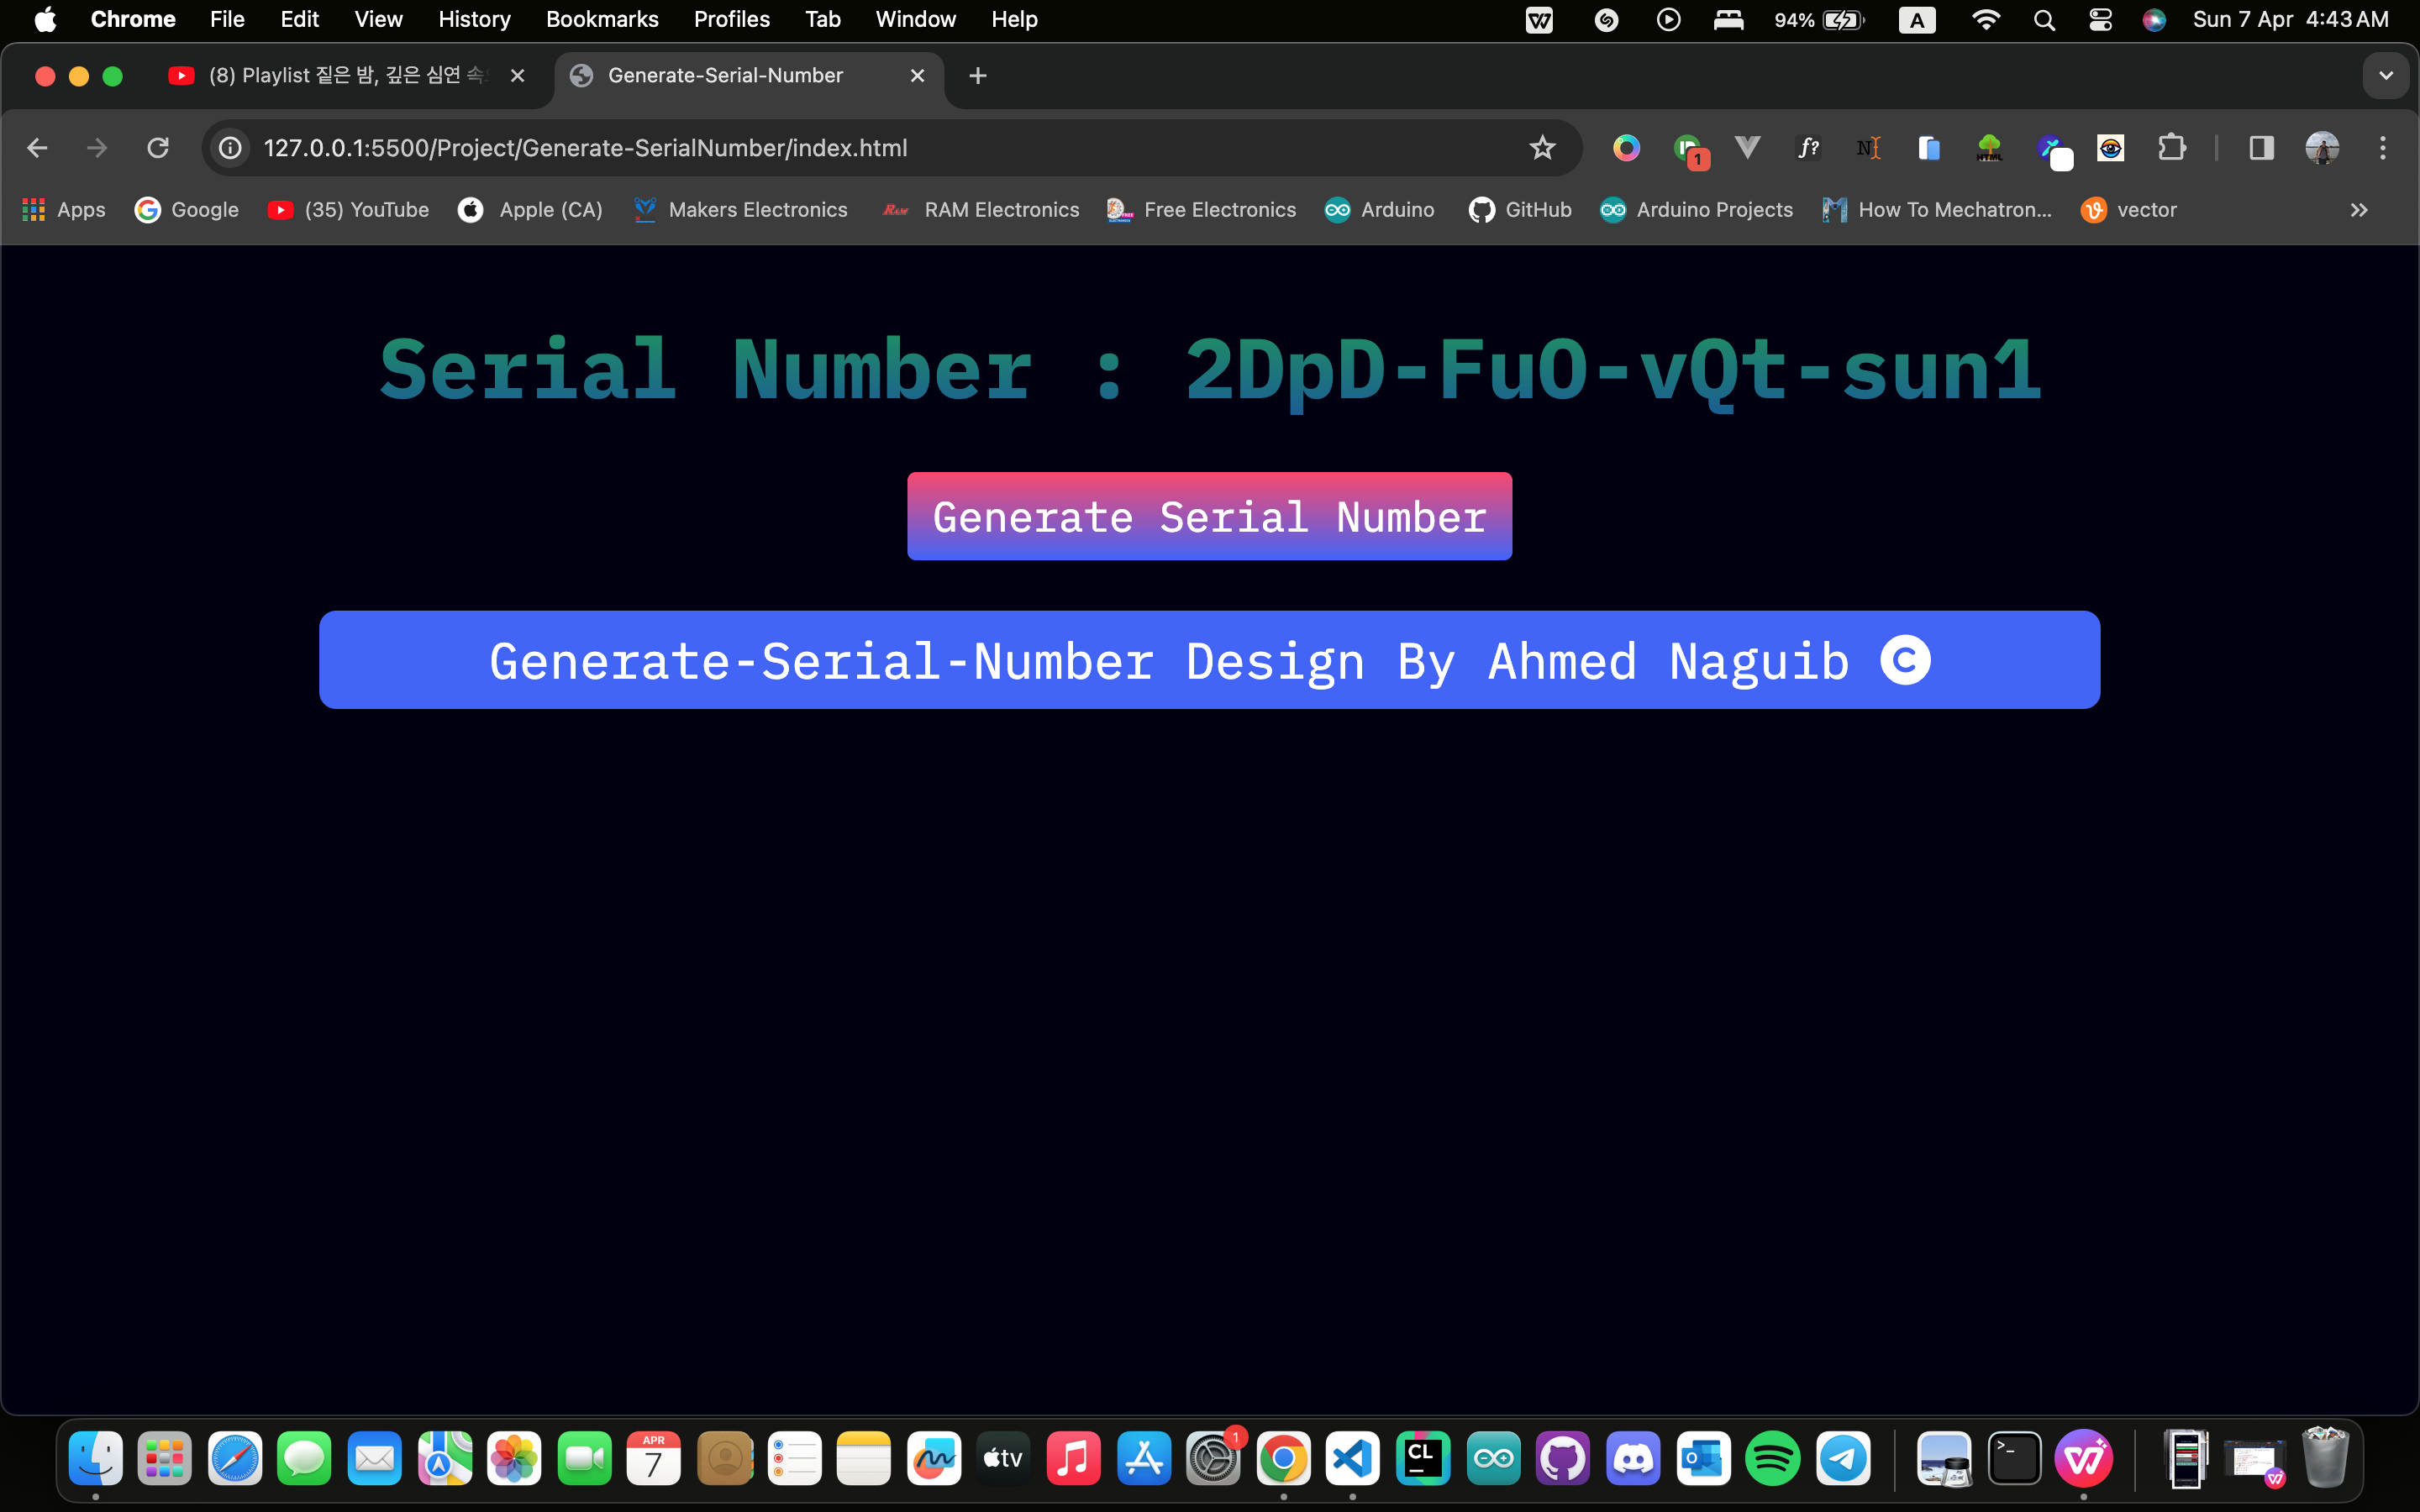 Chrome File Edit View History Bookmarks Profiles Tab Window Help 94% A Sun 7 Apr 4:43 AM
(8) Playlist 짙은 밤, 깊은 심연 속 Generate-Serial-Number
127.0.0.1:5500/Project/Generate-SerialNumber/index.html f? N 1
Apps Google (35) YouTube Apple (CA) Makers Electronics RAM Electronics Free Electronics Arduino GitHub Arduino Projects How To Mechatron... vector
Serial Number : 2DpD-FuO-vQt-sun1
Generate Serial Number
Generate-Serial-Number Design By Ahmed Naguib ©
APR
7
tv
1
CL